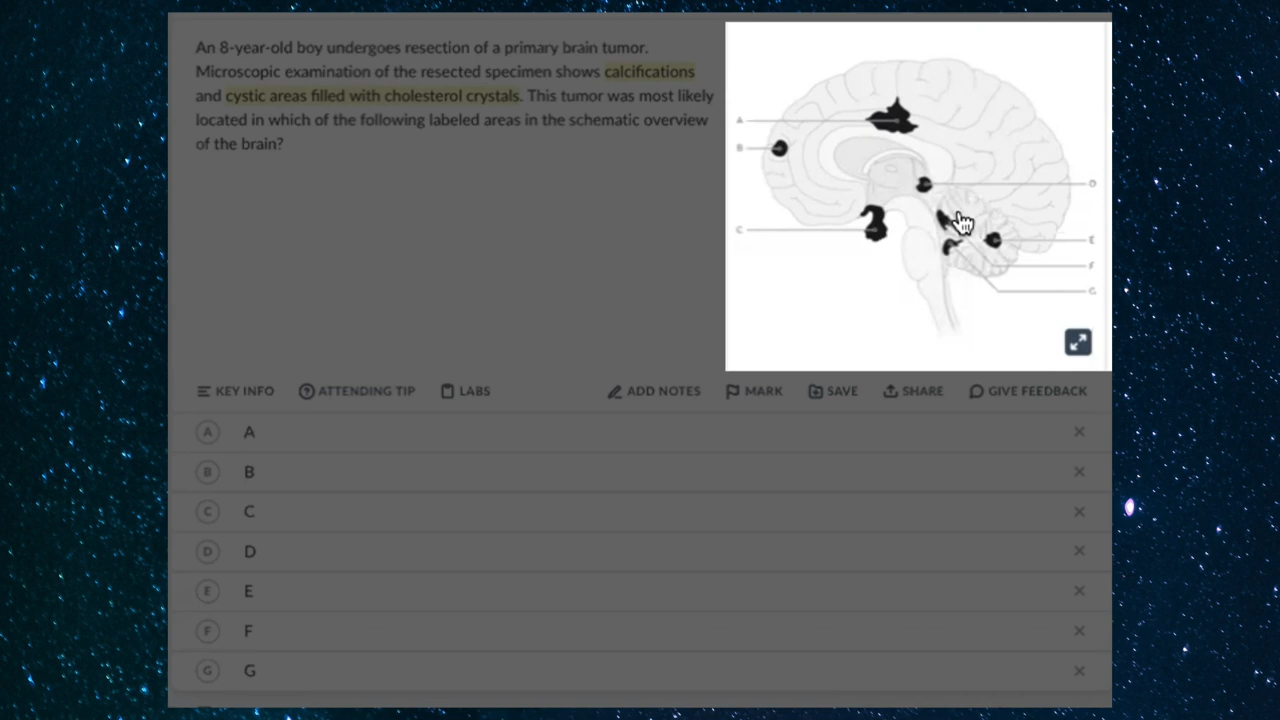 An 8-year-old boy undergoes resection of a primary brain tumor.
Microscopic examination of the resected specimen shows calcifications
and cystic areas filled with cholesterol crystals. This tumor was most likely
located in which of the following labeled areas in the schematic overview
of the brain?
A
B
C
D
E
F
G
KEY INFO ATTENDING TIP LABS ADD NOTES MARK SAVE SHARE GIVE FEEDBACK
A A
B B
C C
D D
E E
F F
G G